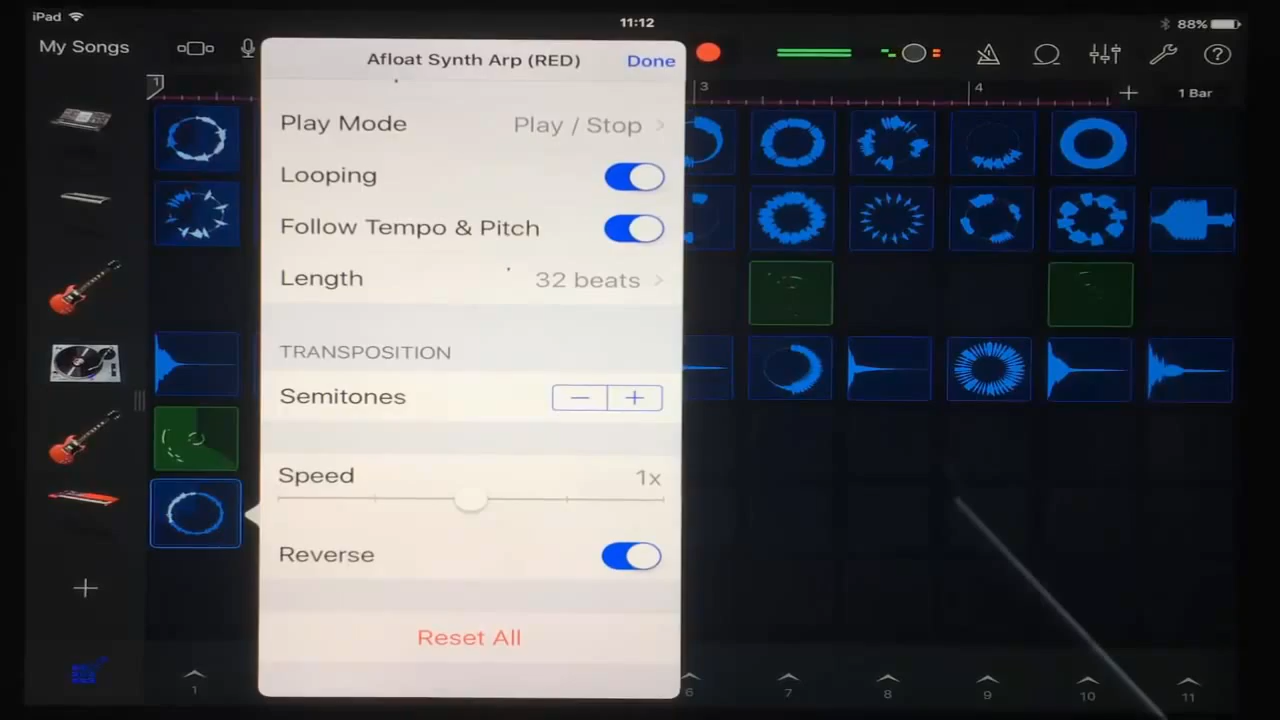 iPad
11:12
88%
My Songs
Afloat Synth Arp (RED)
Done
1
3
4
1 Bar
Play Mode
Play / Stop
Looping
Follow Tempo & Pitch
Length
32 beats
TRANSPOSITION
Semitones
Speed
1x
Reverse
Reset All
1
6
7
8
9
10
11